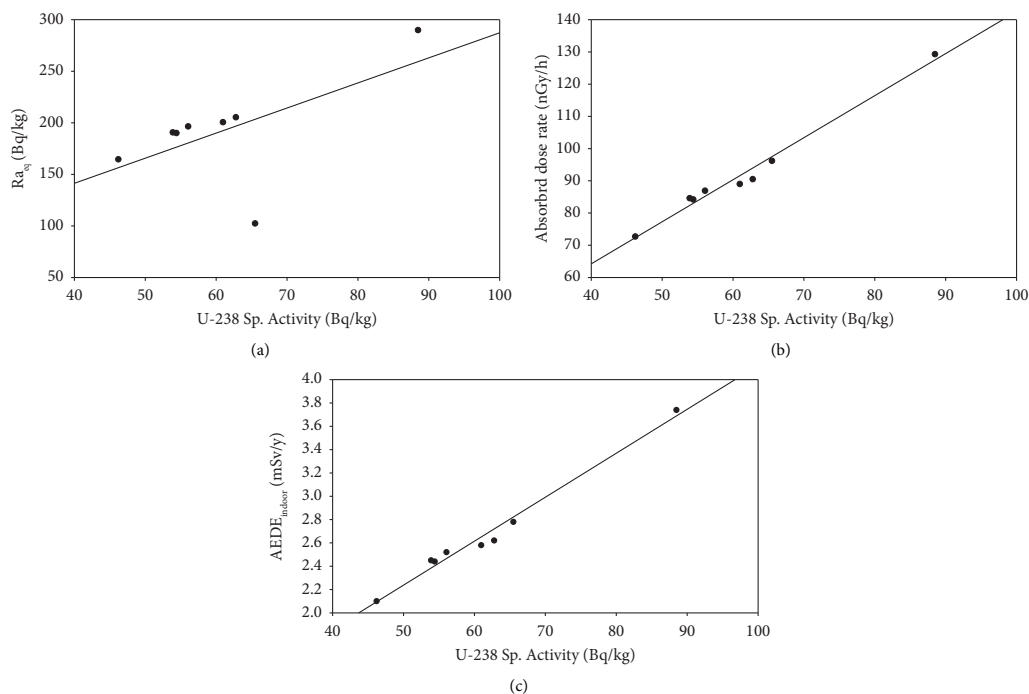 300
250
200
150
100
50
Ra_eq (Bq/kg)
40 50 60 70 80 90 100
U-238 Sp. Activity (Bq/kg)
(a)
140
130
120
110
100
90
80
70
60
Absorbrd dose rate (nGy/h)
40 50 60 70 80 90 100
U-238 Sp. Activity (Bq/kg)
(b)
4.0
3.8
3.6
3.4
3.2
3.0
2.8
2.6
2.4
2.2
2.0
AEDE_indoor (mSv/y)
40 50 60 70 80 90 100
U-238 Sp. Activity (Bq/kg)
(c)